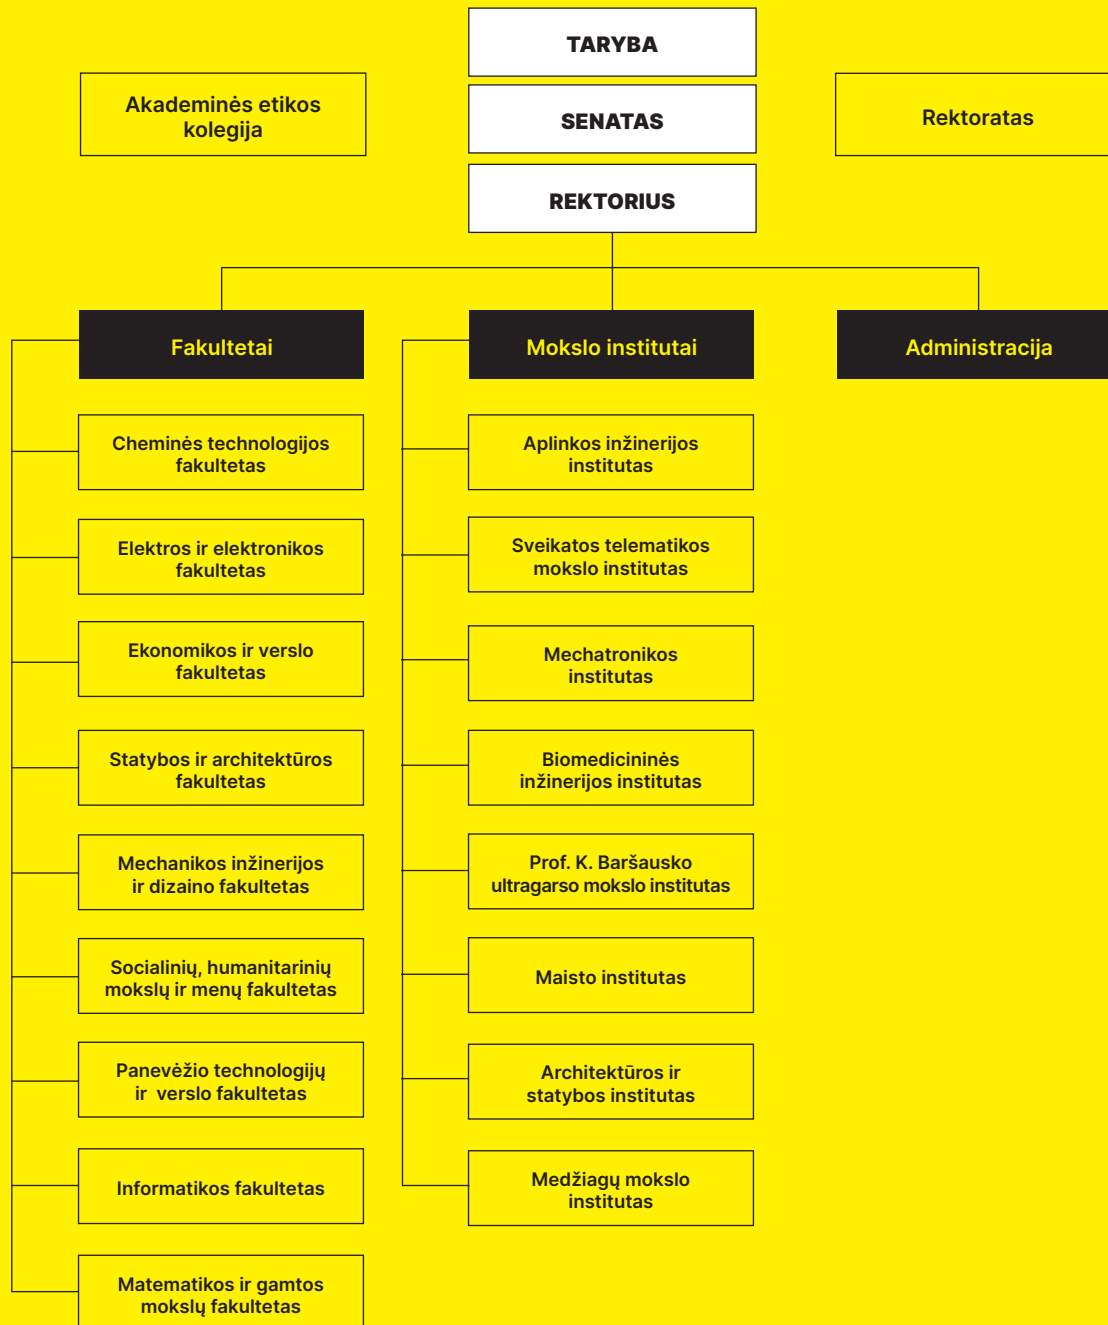 TARYBA
Akademinės etikos
kolegija
SENATAS
Rektoratas
REKTORIUS
Fakultetai
Mokslo institutai
Administracija
Cheminės technologijos
fakultetas
Elektros ir elektronikos
fakultetas
Ekonomikos ir verslo
fakultetas
Statybos ir architektūros
fakultetas
Mechanikos inžinerijos
ir dizaino fakultetas
Socialinių, humanitarinių
mokslų ir menų fakultetas
Panevėžio technologijų
ir verslo fakultetas
Informatikos fakultetas
Matematikos ir gamtos
mokslų fakultetas
Aplinkos inžinerijos
institutas
Sveikatos telematikos
mokslo institutas
Mechatronikos
institutas
Biomedicininės
inžinerijos institutas
Prof. K. Baršausko
ultragarso mokslo institutas
Maisto institutas
Architektūros ir
statybos institutas
Medžiagų mokslo
institutas